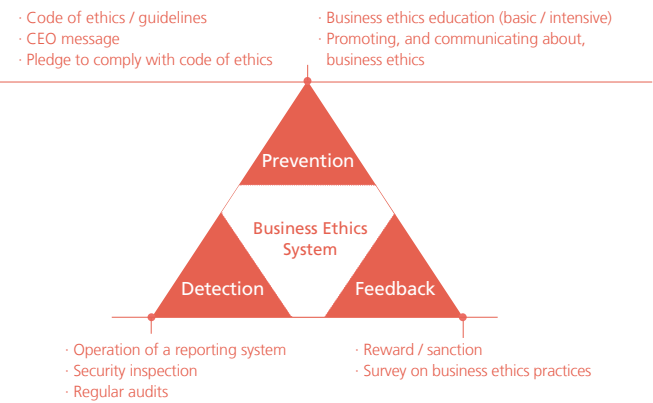 · Code of ethics / guidelines
· CEO message
· Pledge to comply with code of ethics
· Business ethics education (basic / intensive)
· Promoting, and communicating about,
business ethics
Prevention
Business Ethics
System
Detection
Feedback
· Operation of a reporting system
· Security inspection
· Regular audits
· Reward / sanction
· Survey on business ethics practices